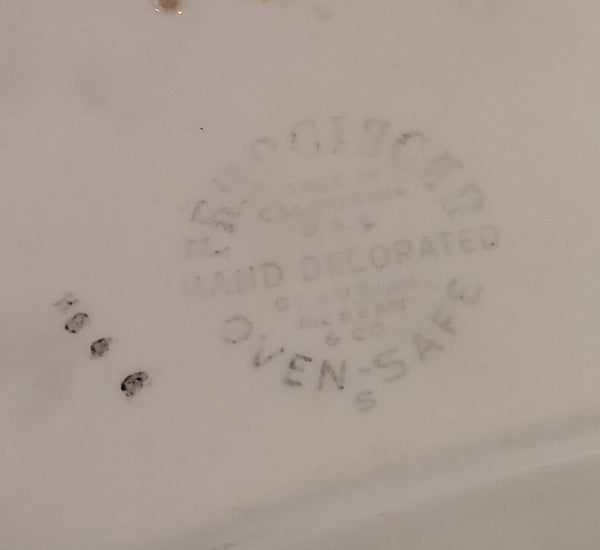 Franciscan
MADE IN
CALIFORNIA
U.S.A.
HAND DECORATED
GLADDING,
McBEAN
& CO.
OVEN-SAFE
S